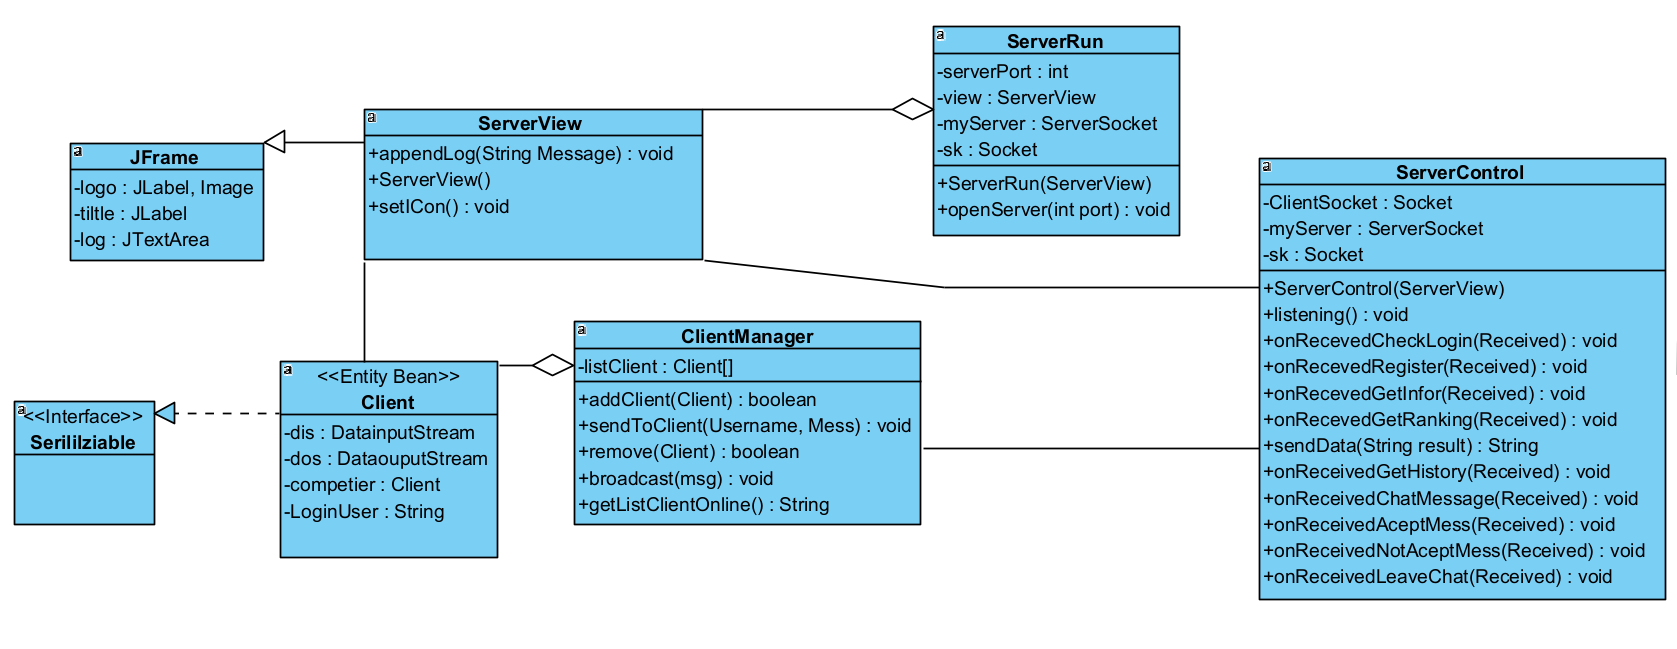 ServerRun
-serverPort : int
-view : ServerView
-myServer : ServerSocket
-sk : Socket
+ServerRun(ServerView)
+openServer(int port) : void
ServerView
+appendLog(String Message) : void
+ServerView()
+setICon() : void
JFrame
-logo : JLabel, Image
-tiltle : JLabel
-log : JTextArea
ServerControl
-ClientSocket : Socket
-myServer : ServerSocket
-sk : Socket
+ServerControl(ServerView)
+listening() : void
+onRecevedCheckLogin(Received) : void
+onRecevedRegister(Received) : void
+onRecevedGetInfor(Received) : void
+onRecevedGetRanking(Received) : void
+sendData(String result) : String
+onReceivedGetHistory(Received) : void
+onReceivedChatMessage(Received) : void
+onReceivedAceptMess(Received) : void
+onReceivedNotAceptMess(Received) : void
+onReceivedLeaveChat(Received) : void
ClientManager
-listClient : Client[]
+addClient(Client) : boolean
+sendToClient(Username, Mess) : void
+remove(Client) : boolean
+broadcast(msg) : void
+getListClientOnline() : String
<<Entity Bean>>
Client
-dis : DatainputStream
-dos : DataouputStream
-competier : Client
-LoginUser : String
<<Interface>>
Serililziable
a
a
a
a
a
a
a